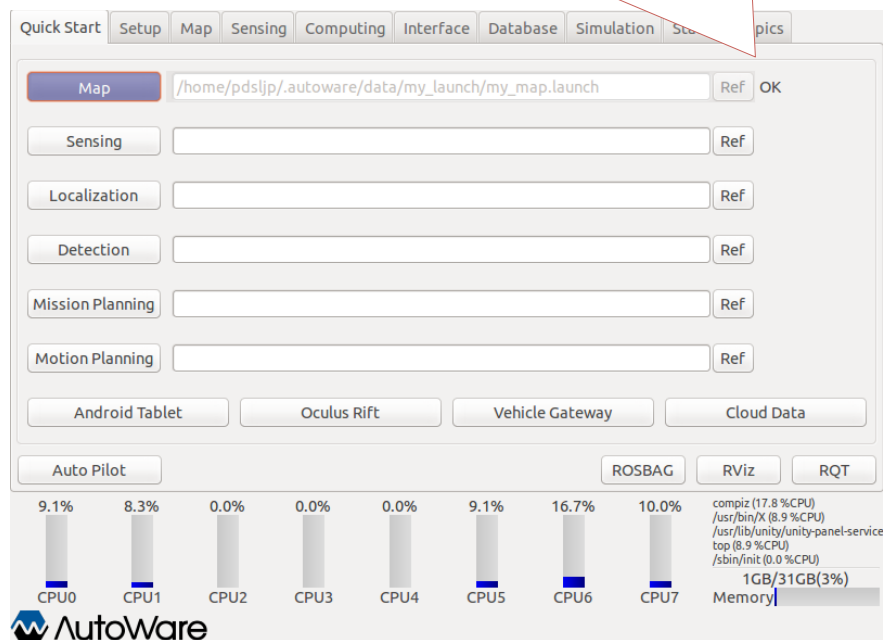 Quick Start Setup Map Sensing Computing Interface Database Simulation
Map /home/pdsljp/.autoware/data/my_launch/my_map.launch Ref OK
Sensing Ref
Localization Ref
Detection Ref
Mission Planning Ref
Motion Planning Ref
Android Tablet Oculus Rift Vehicle Gateway Cloud Data
Auto Pilot ROSBAG RViz RQT
9.1% 8.3% 0.0% 0.0% 0.0% 9.1% 16.7% 10.0%
compiz (17.8 %CPU)
/usr/bin/X (8.9 %CPU)
/usr/lib/unity/unity-panel-service
top (8.9 %CPU)
/sbin/init (0.0 %CPU)
1GB/31GB(3%)
CPU0 CPU1 CPU2 CPU3 CPU4 CPU5 CPU6 CPU7 Memory
AutoWare